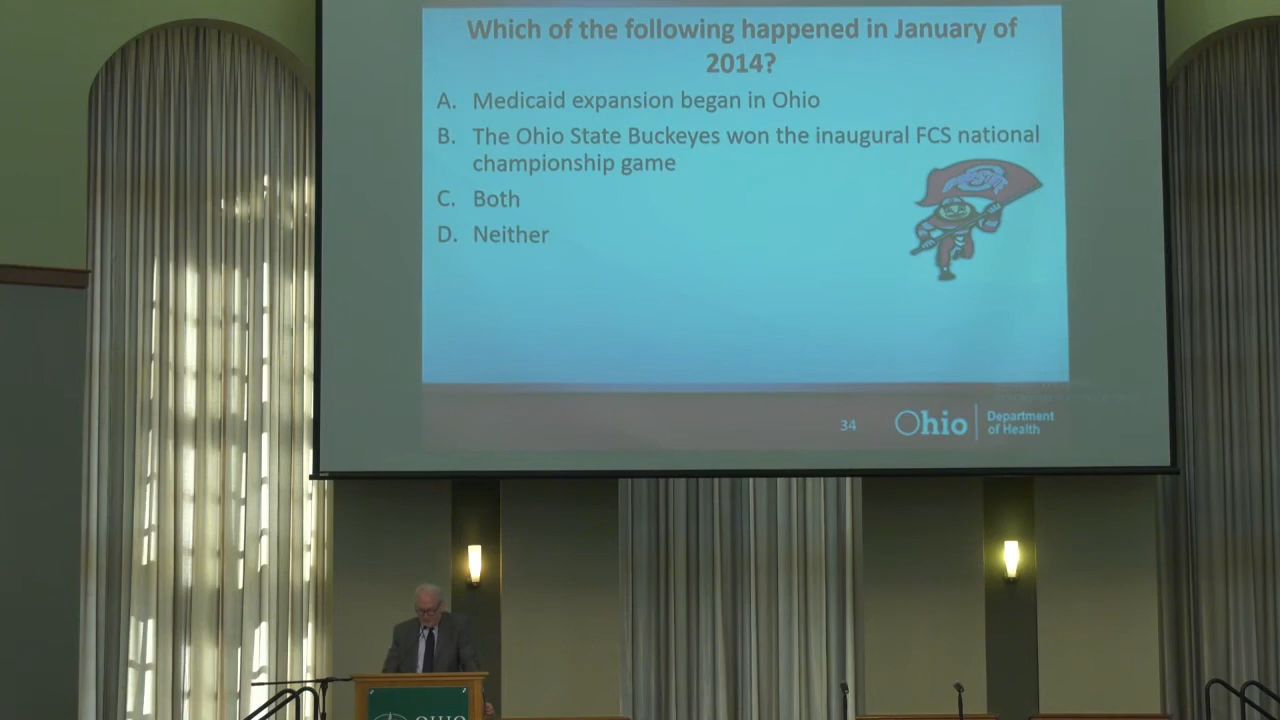 Which of the following happened in January of
2014?
A. Medicaid expansion began in Ohio
B. The Ohio State Buckeyes won the inaugural FCS national
championship game
C. Both
D. Neither
34
Ohio
Department
of Health
OHIO